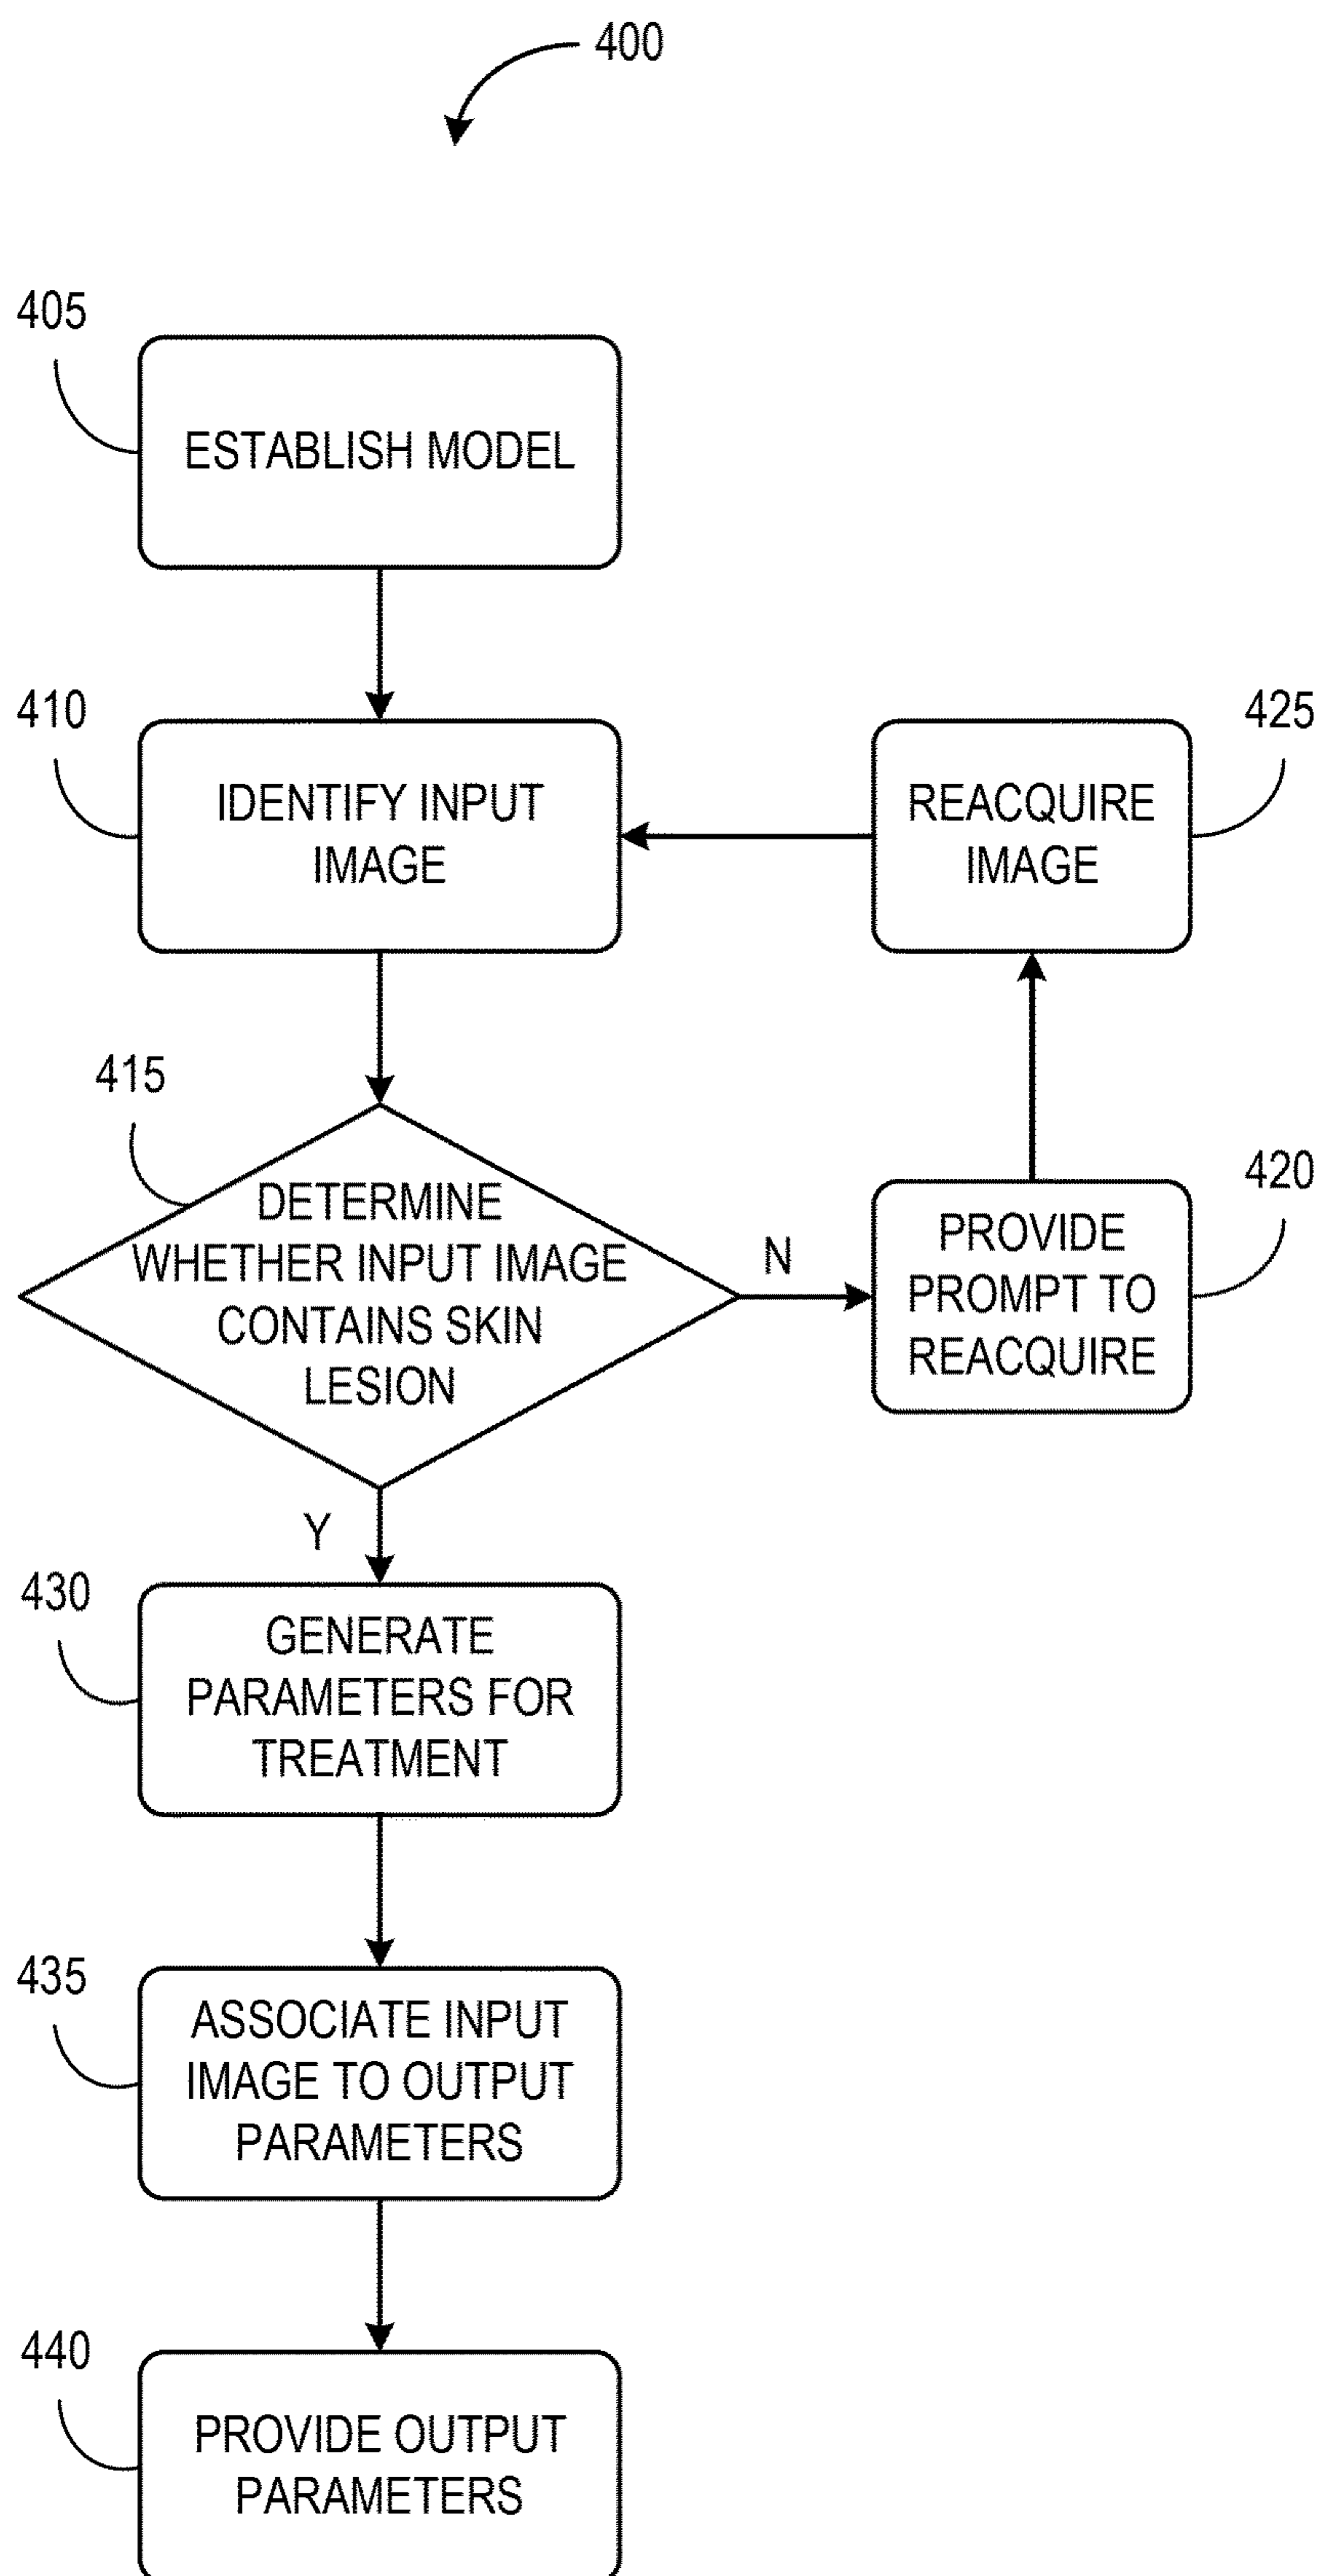 400
405
ESTABLISH MODEL
410
IDENTIFY INPUT
IMAGE
425
REACQUIRE
IMAGE
415
DETERMINE
WHETHER INPUT IMAGE
CONTAINS SKIN
LESION
N
420
PROVIDE
PROMPT TO
REACQUIRE
Y
430
GENERATE
PARAMETERS FOR
TREATMENT
435
ASSOCIATE INPUT
IMAGE TO OUTPUT
PARAMETERS
440
PROVIDE OUTPUT
PARAMETERS